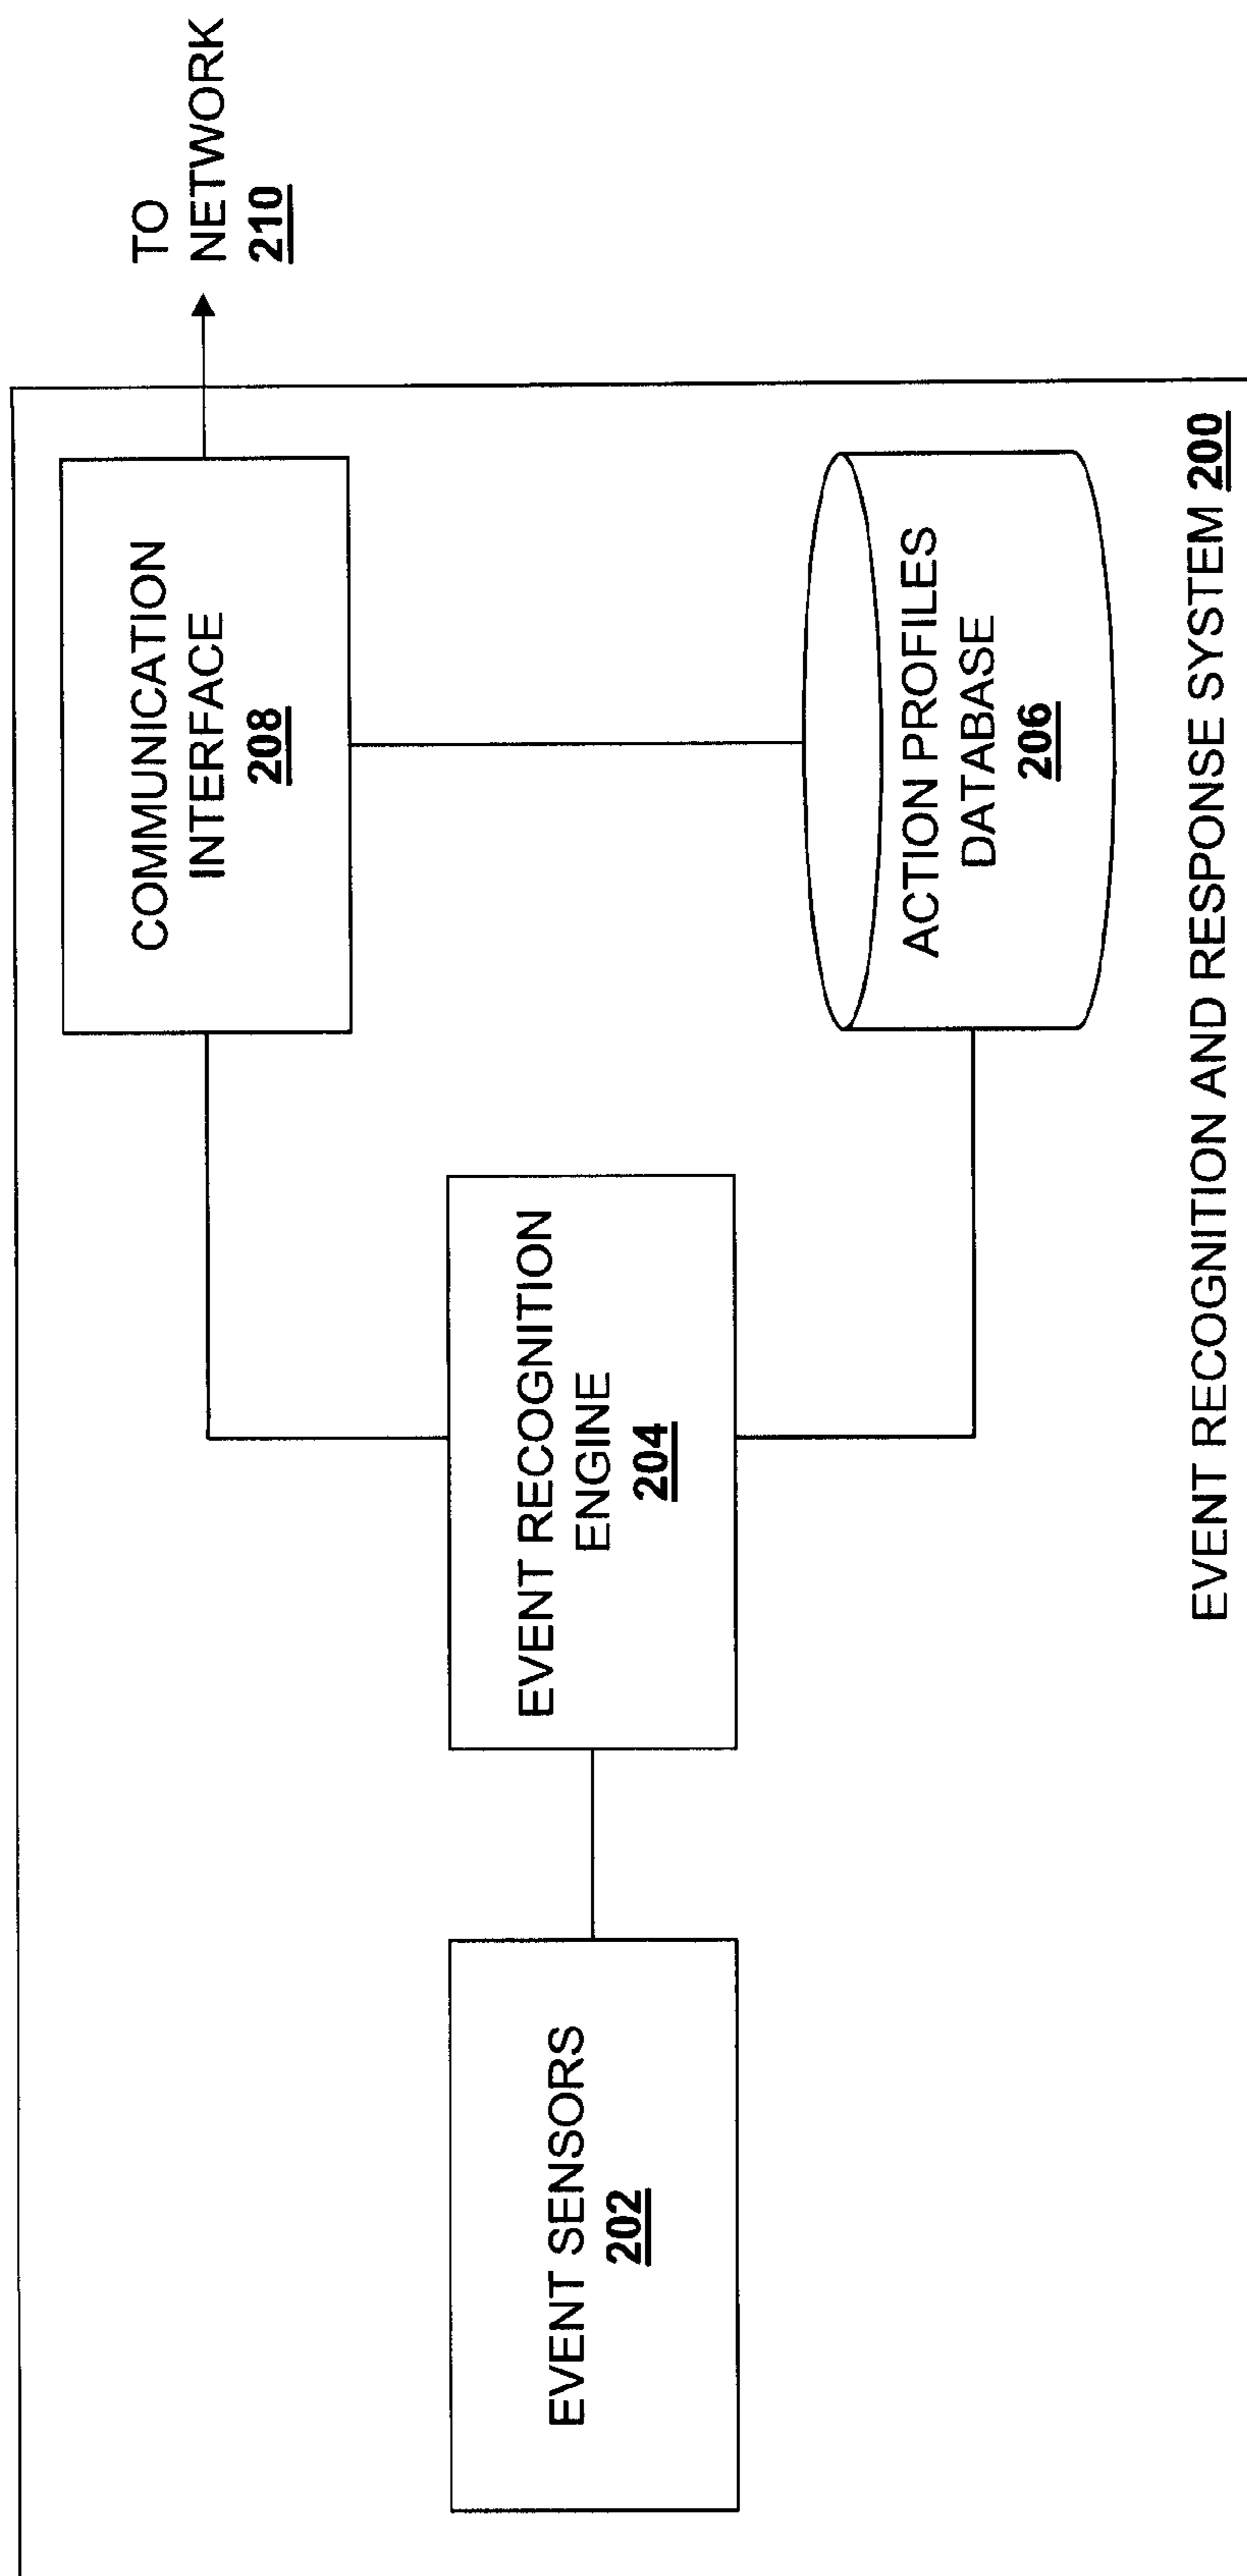 TO
NETWORK
210
COMMUNICATION
INTERFACE
208
EVENT RECOGNITION
ENGINE
204
EVENT SENSORS
202
ACTION PROFILES
DATABASE
206
EVENT RECOGNITION AND RESPONSE SYSTEM 200